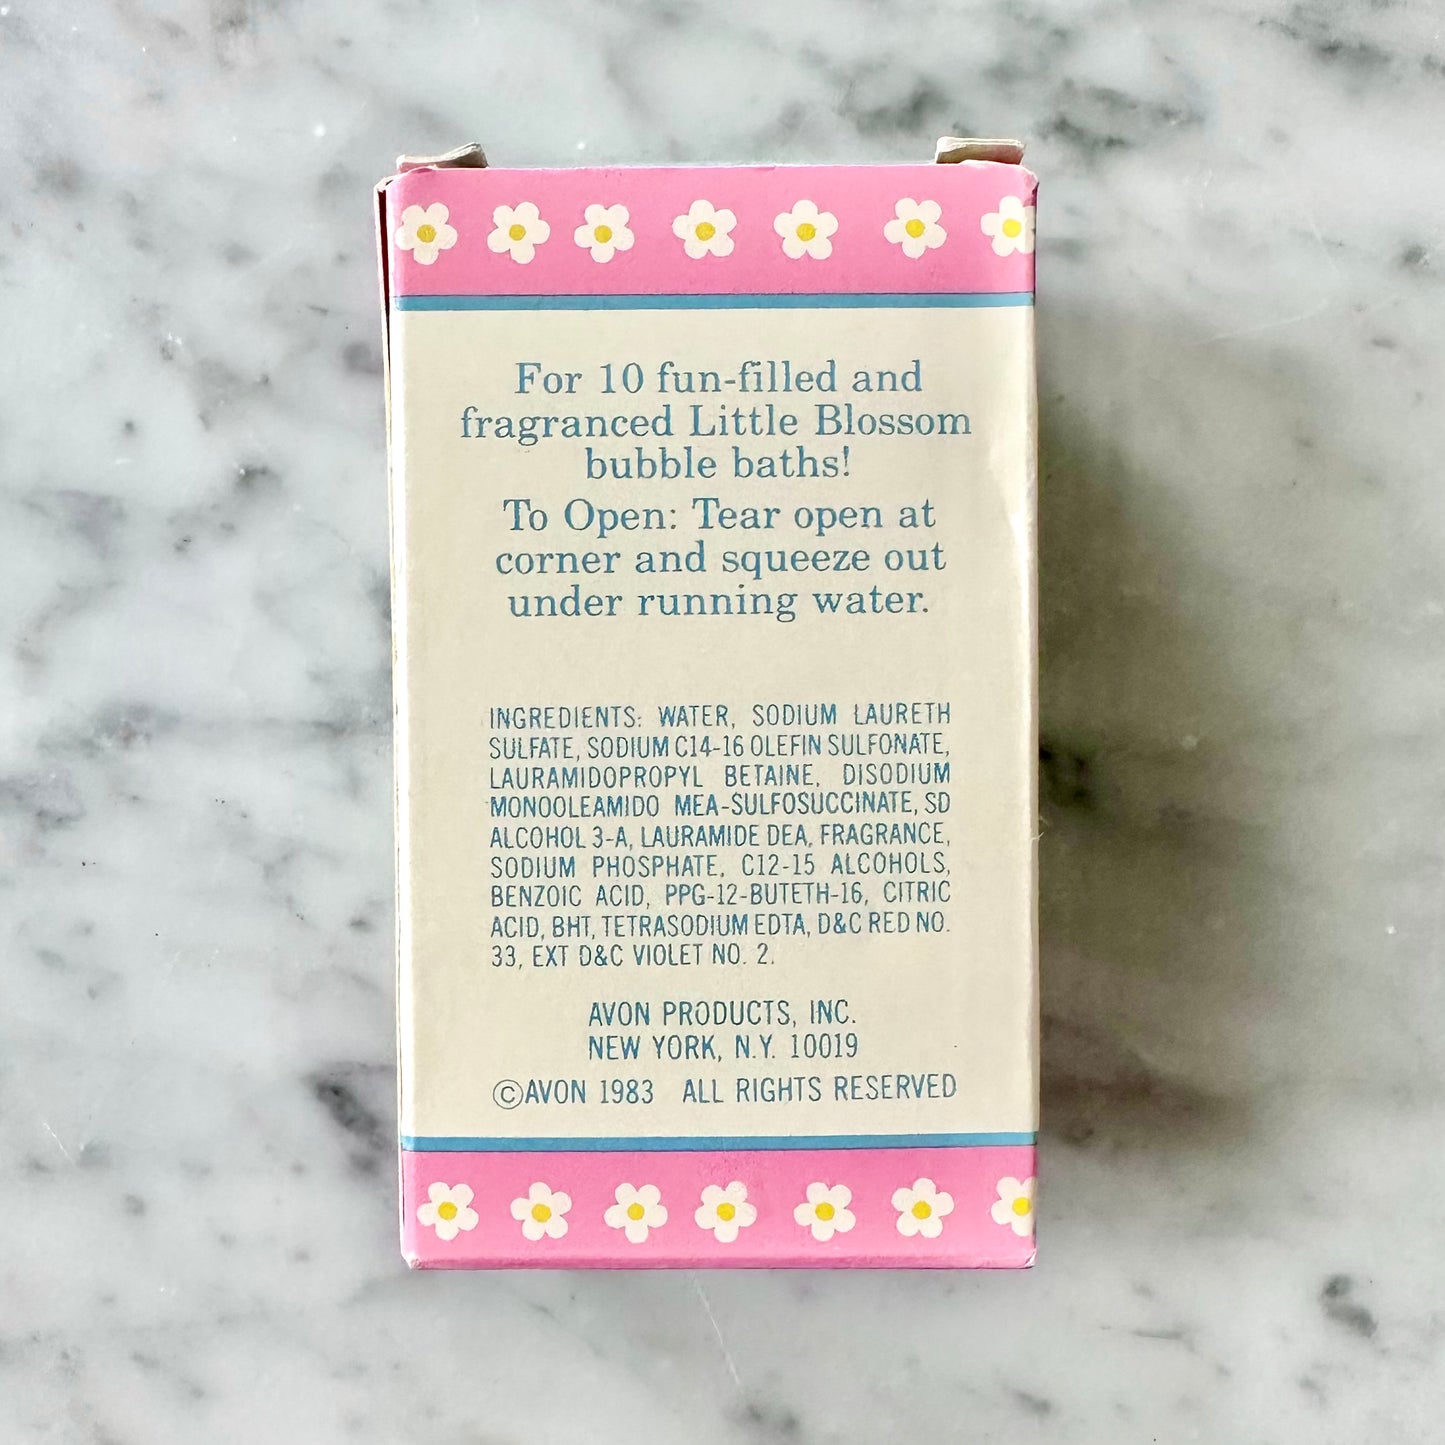 For 10 fun-filled and
fragranced Little Blossom
bubble baths!
To Open: Tear open at
corner and squeeze out
under running water.
INGREDIENTS: WATER, SODIUM LAURETH
SULFATE, SODIUM C14-16 OLEFIN SULFONATE,
LAURAMIDOPROPYL BETAINE, DISODIUM
MONOOLEAMIDO MEA-SULFOSUCCINATE, SD
ALCOHOL 3-A, LAURAMIDE DEA, FRAGRANCE,
SODIUM PHOSPHATE, C12-15 ALCOHOLS,
BENZOIC ACID, PPG-12-BUTETH-16, CITRIC
ACID, BHT, TETRASODIUM EDTA, D&C RED NO.
33, EXT D&C VIOLET NO. 2.
AVON PRODUCTS, INC.
NEW YORK, N.Y. 10019
©AVON 1983 ALL RIGHTS RESERVED